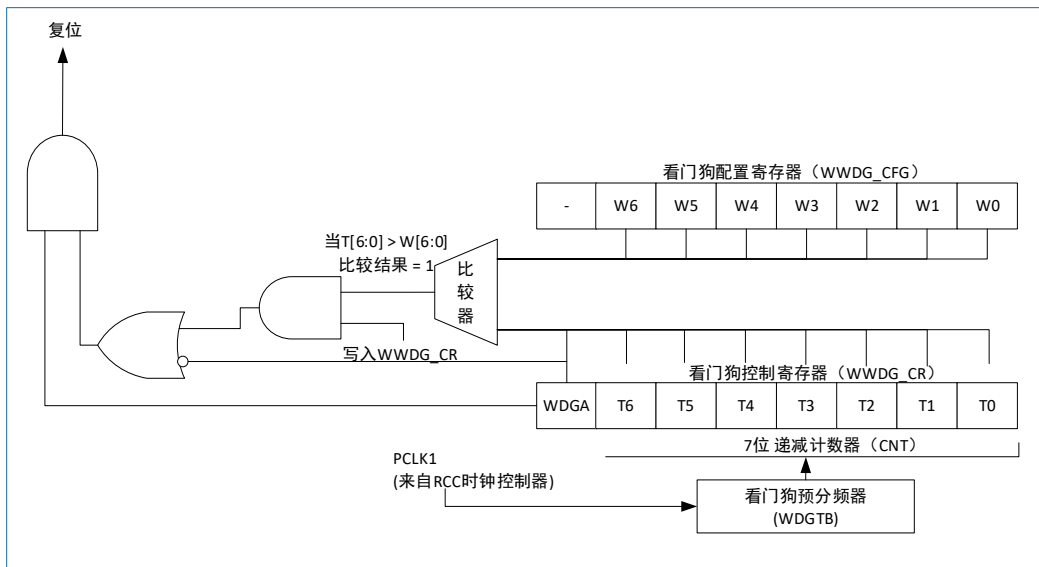 复位
看门狗配置寄存器（WWDG_CFG）
- W6 W5 W4 W3 W2 W1 W0
当T[6:0] > W[6:0]
比较结果 = 1
比较器
写入WWDG_CR
看门狗控制寄存器（WWDG_CR）
WDGA T6 T5 T4 T3 T2 T1 T0
7位 递减计数器（CNT）
PCLK1
(来自RCC时钟控制器)
看门狗预分频器
(WDGTB)